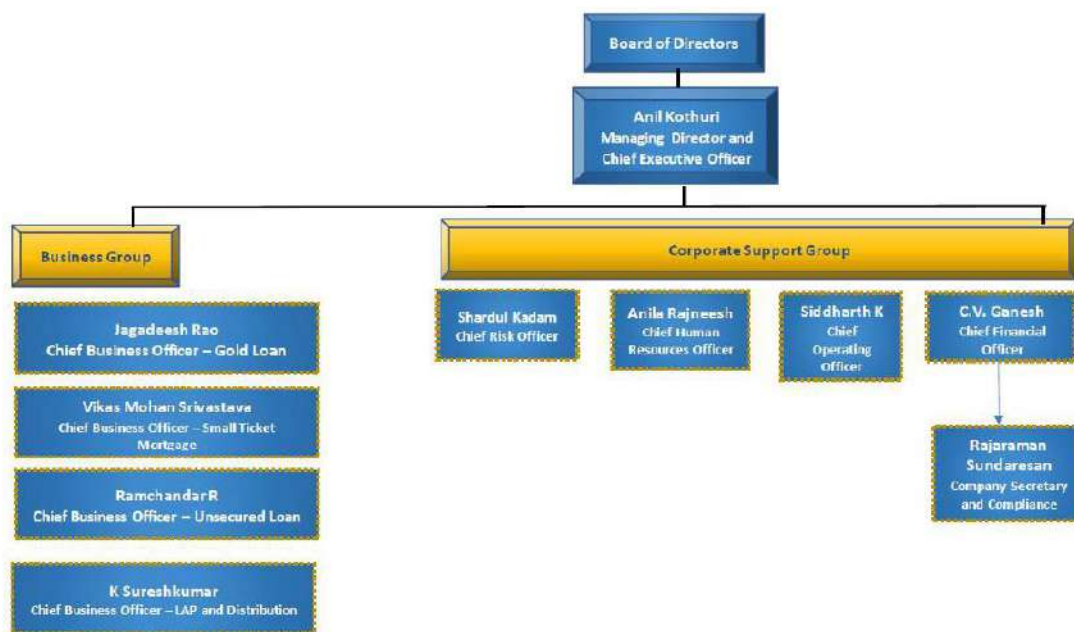 Board of Directors
Anil Kothuri
Managing Director and
Chief Executive Officer
Business Group
Corporate Support Group
Jagadeesh Rao
Chief Business Officer – Gold Loan
Vikas Mohan Srivastava
Chief Business Officer – Small Ticket
Mortgage
Ramchandar R
Chief Business Officer – Unsecured Loan
K Sureshkumar
Chief Business Officer – LAP and Distribution
Shardul Kadam
Chief Risk Officer
Anila Rajneesh
Chief Human
Resources Officer
Siddharth K
Chief
Operating
Officer
C.V. Ganesh
Chief Financial
Officer
Rajaraman
Sundaresan
Company Secretary
and Compliance